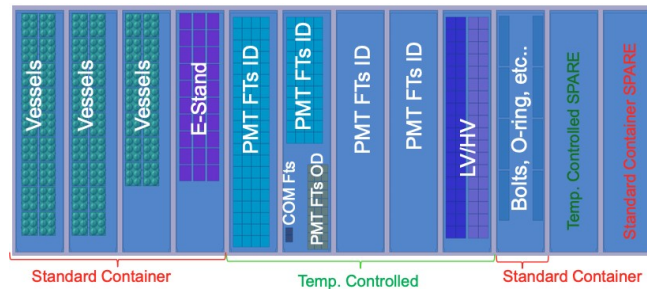 Vessels
Vessels
Vessels
E-Stand
PMT FTs ID
PMT FTs ID
COM Fts
PMT FTs OD
PMT FTs ID
PMT FTs ID
LV/HV
Bolts, O-ring, etc..
Temp. Controlled SPARE
Standard Container SPARE
Standard Container
Temp. Controlled
Standard Container